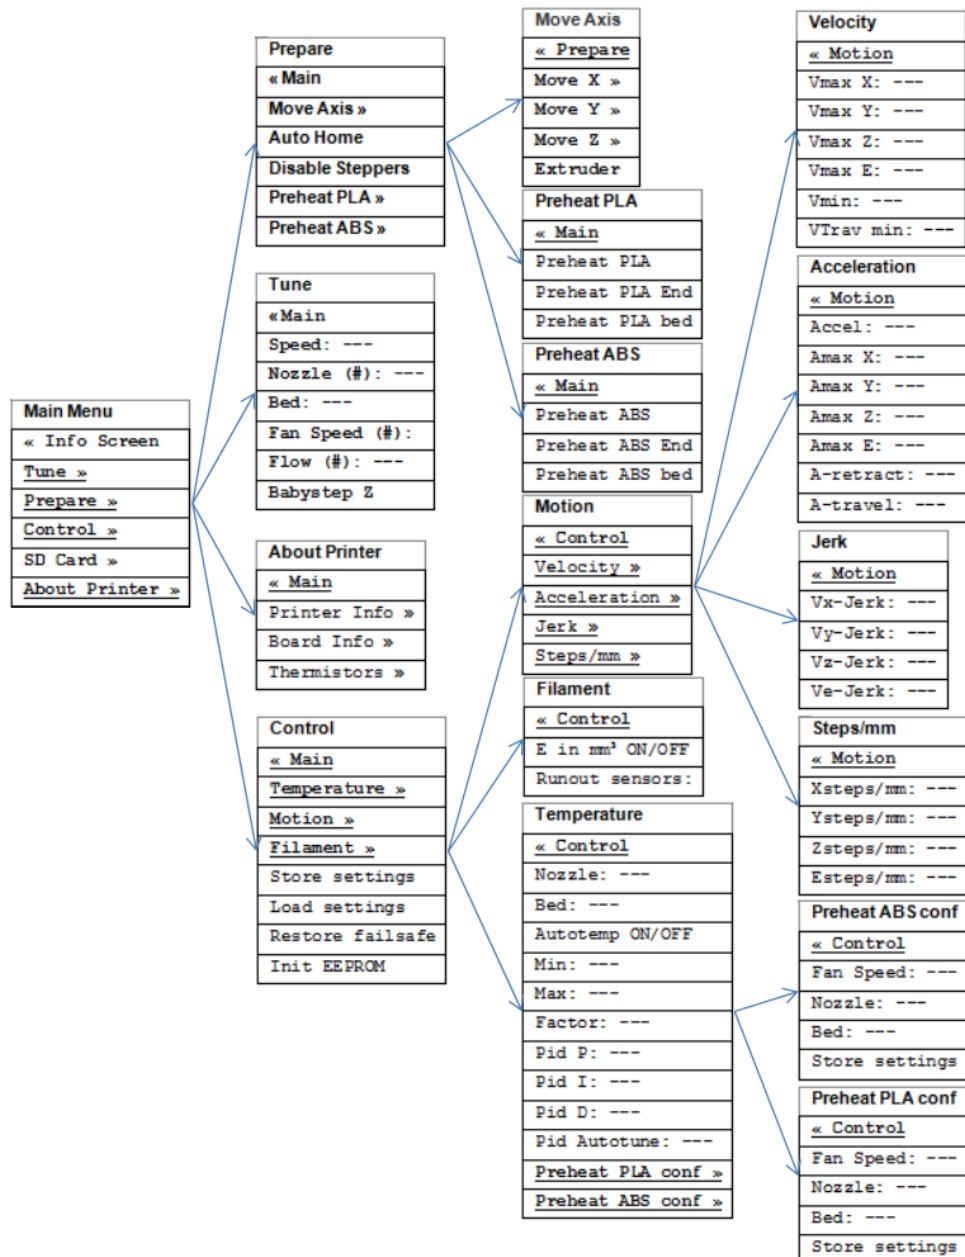 Main Menu
« Info Screen
Tune »
Prepare »
Control »
SD Card »
About Printer »
Prepare
« Main
Move Axis »
Auto Home
Disable Steppers
Preheat PLA »
Preheat ABS »
Tune
«Main
Speed: ---
Nozzle (#): ---
Bed: ---
Fan Speed (#):
Flow (#): ---
Babystep Z
About Printer
« Main
Printer Info »
Board Info »
Thermistors »
Control
« Main
Temperature »
Motion »
Filament »
Store settings
Load settings
Restore failsafe
Init EEPROM
Move Axis
« Prepare
Move X »
Move Y »
Move Z »
Extruder
Preheat PLA
« Main
Preheat PLA
Preheat PLA End
Preheat PLA bed
Preheat ABS
« Main
Preheat ABS
Preheat ABS End
Preheat ABS bed
Motion
« Control
Velocity »
Acceleration »
Jerk »
Steps/mm »
Filament
« Control
E in mm³ ON/OFF
Runout sensors:
Temperature
« Control
Nozzle: ---
Bed: ---
Autotemp ON/OFF
Min: ---
Max: ---
Factor: ---
Pid P: ---
Pid I: ---
Pid D: ---
Pid Autotune: ---
Preheat PLA conf »
Preheat ABS conf »
Velocity
« Motion
Vmax X: ---
Vmax Y: ---
Vmax Z: ---
Vmax E: ---
Vmin: ---
VTrav min: ---
Acceleration
« Motion
Accel: ---
Amax X: ---
Amax Y: ---
Amax Z: ---
Amax E: ---
A-retract: ---
A-travel: ---
Jerk
« Motion
Vx-Jerk: ---
Vy-Jerk: ---
Vz-Jerk: ---
Ve-Jerk: ---
Steps/mm
« Motion
Xsteps/mm: ---
Ysteps/mm: ---
Zsteps/mm: ---
Esteps/mm: ---
Preheat ABS conf
« Control
Fan Speed: ---
Nozzle: ---
Bed: ---
Store settings
Preheat PLA conf
« Control
Fan Speed: ---
Nozzle: ---
Bed: ---
Store settings